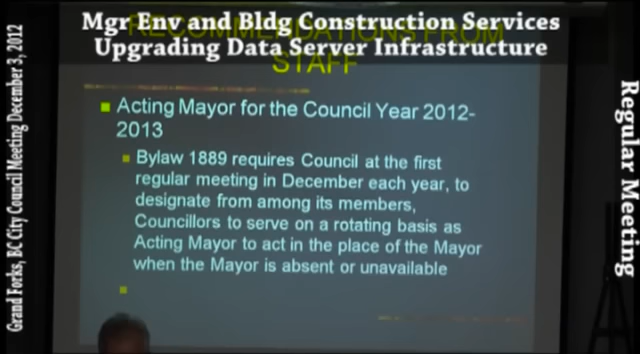 Mgr Env and Bldg Construction Services
Upgrading Data Server Infrastructure
RECOMMENDATIONS FROM
STAFF
Acting Mayor for the Council Year 2012-
2013
Bylaw 1889 requires Council at the first
regular meeting in December each year, to
designate from among its members,
Councillors to serve on a rotating basis as
Acting Mayor to act in the place of the Mayor
when the Mayor is absent or unavailable
Grand Forks, BC City Council Meeting December 3, 2012
Regular Meeting